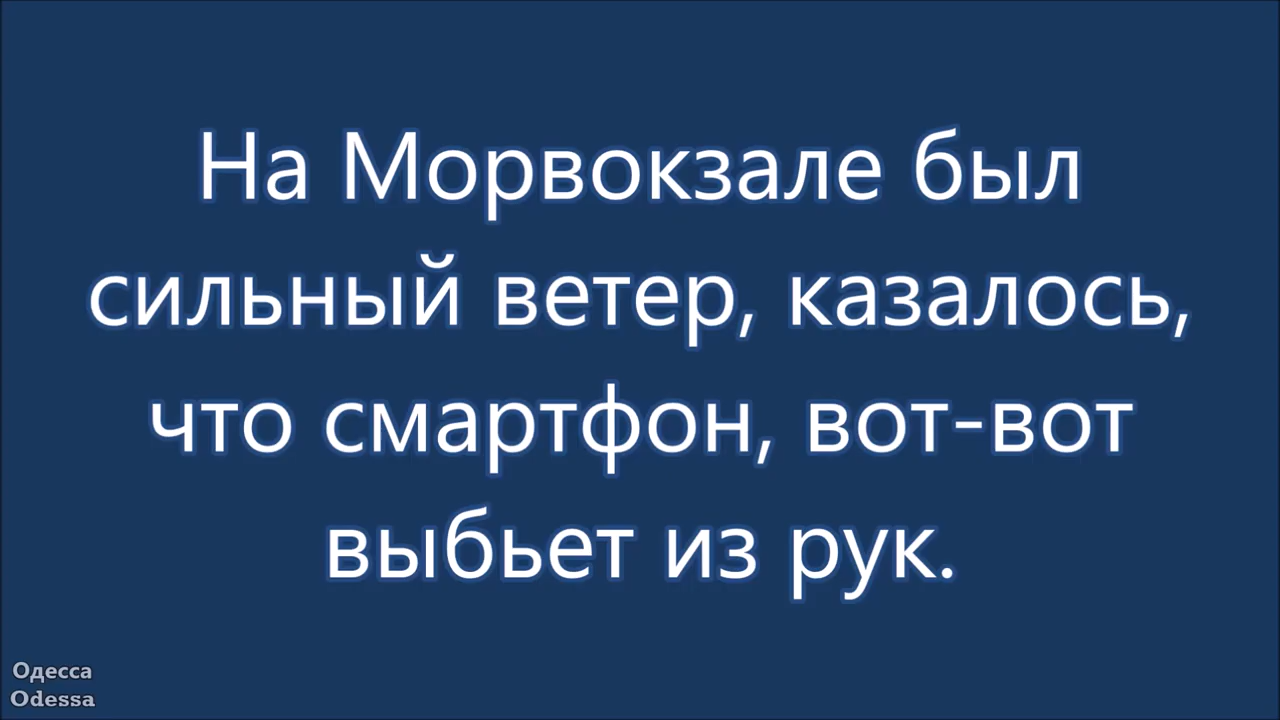 На Морвокзале был
сильный ветер, казалось,
что смартфон, вот-вот
выбьет из рук.
Одесса
Odessa